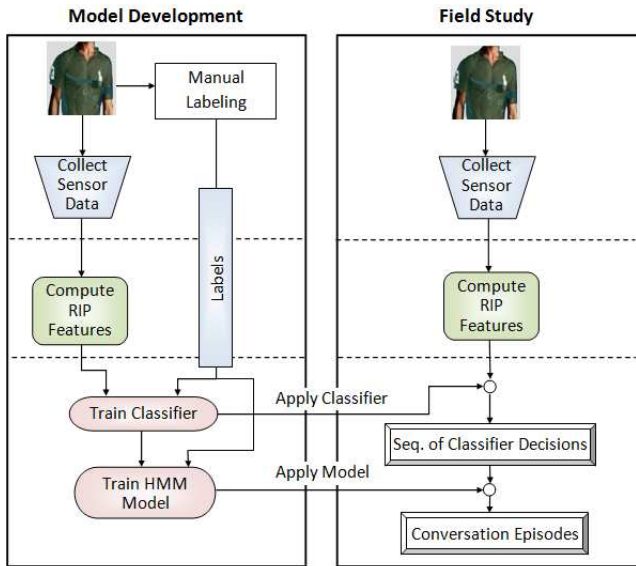 Model Development
Field Study
Manual
Labeling
Collect
Sensor
Data
Collect
Sensor
Data
Labels
Compute
RIP
Features
Compute
RIP
Features
Apply Classifier
Train Classifier
Seq. of Classifier Decisions
Apply Model
Train HMM
Model
Conversation Episodes